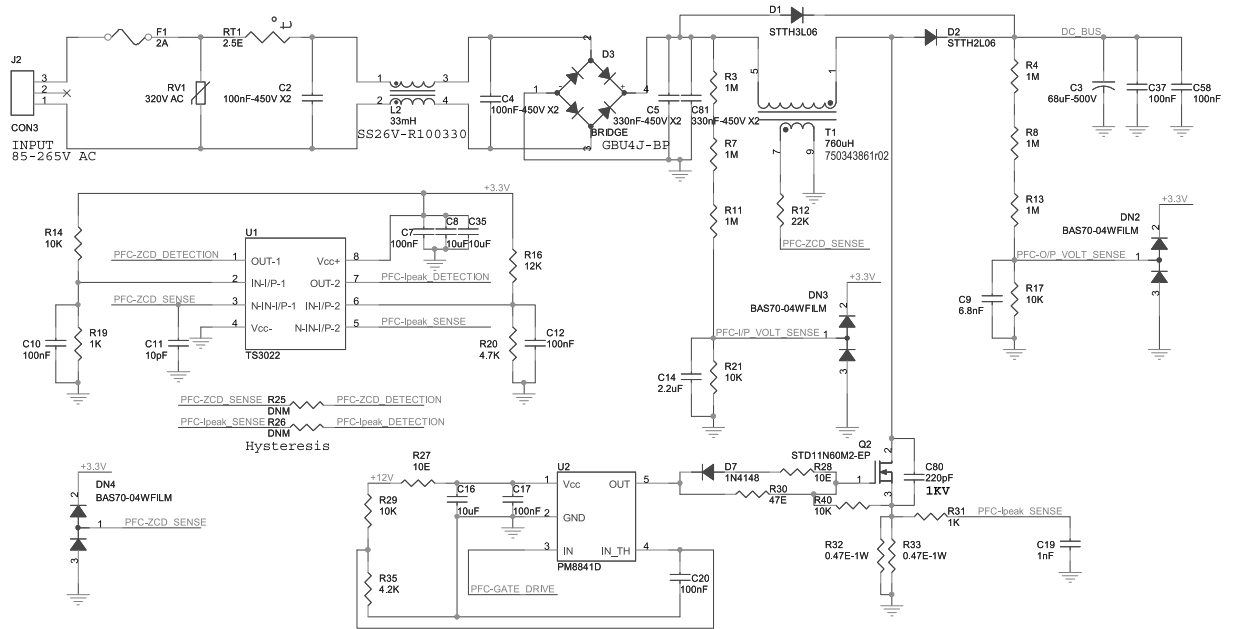 J2
3
2
1
CON3
INPUT
85-265V AC
F1
2A
RV1
320V AC
RT1
2.5E
t°
C2
100nF-450V X2
1
3
2
4
L2
33mH
SS26V-R100330
C4
100nF-450V X2
D3
2
1
-
+
4
3
BRIDGE
GBU4J-BP
C5
330nF-450V X2
C81
330nF-450V X2
R3
1M
R7
1M
R11
1M
D1
STTH3L06
5
1
T1
760uH
750343861r02
7
9
R12
22K
PFC-ZCD_SENSE
D2
STTH2L06
DC_BUS
R4
1M
R8
1M
R13
1M
C3
68uF-500V
C37
100nF
C58
100nF
+3.3V
DN2
BAS70-04WFILM
2
PFC-O/P_VOLT_SENSE
1
3
C9
6.8nF
R17
10K
+3.3V
DN3
BAS70-04WFILM
2
PFC-I/P_VOLT_SENSE
1
3
C14
2.2uF
R21
10K
+3.3V
R14
10K
U1
PFC-ZCD_DETECTION
1
OUT-1
2
IN-I/P-1
PFC-ZCD_SENSE
3
N-IN-I/P-1
4
Vcc-
Vcc+
8
OUT-2
7
PFC-Ipeak_DETECTION
IN-I/P-2
6
N-IN-I/P-2
5
PFC-Ipeak_SENSE
TS3022
C7
100nF
C8
10uF
C35
10uF
R16
12K
C10
100nF
R19
1K
C11
10pF
R20
4.7K
C12
100nF
PFC-ZCD_SENSE
R25
DNM
PFC-ZCD_DETECTION
PFC-Ipeak_SENSE
R26
DNM
PFC-Ipeak_DETECTION
Hysteresis
+3.3V
DN4
BAS70-04WFILM
2
1
PFC-ZCD_SENSE
3
+12V
R27
10E
R29
10K
R35
4.2K
C16
10uF
C17
100nF
U2
1
Vcc
2
GND
3
IN
OUT
5
IN_TH
4
PM8841D
PFC-GATE_DRIVE
C20
100nF
D7
1N4148
R28
10E
R30
47E
R40
10K
Q2
STD11N60M2-EP
2
1
3
C80
220pF
1KV
R31
1K
PFC-Ipeak_SENSE
R32
0.47E-1W
R33
0.47E-1W
C19
1nF